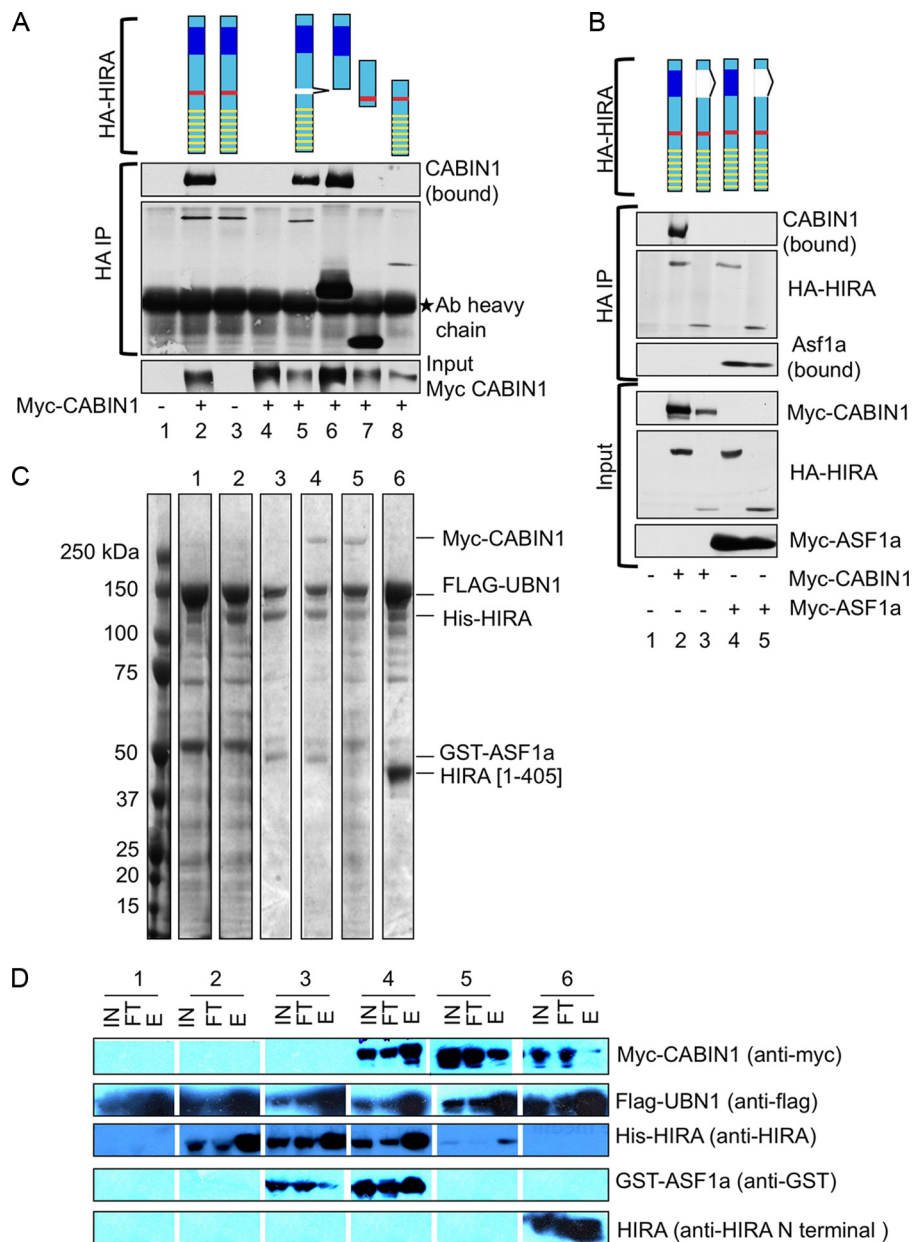 A
HA-HIRA
HA IP
CABIN1
(bound)
★Ab heavy
chain
Input
Myc CABIN1
Myc-CABIN1 - + - + + + + +
1 2 3 4 5 6 7 8
B
HA-HIRA
HA IP
CABIN1
(bound)
HA-HIRA
Asf1a
(bound)
Input
Myc-CABIN1
HA-HIRA
Myc-ASF1a
- + + - - Myc-CABIN1
- - - + + Myc-ASF1a
1 2 3 4 5
C
1 2 3 4 5 6
250 kDa
150
100
75
50
37
25
20
15
Myc-CABIN1
FLAG-UBN1
His-HIRA
GST-ASF1a
HIRA [1-405]
D
1 2 3 4 5 6
IN FT E IN FT E IN FT E IN FT E IN FT E IN FT E
Myc-CABIN1 (anti-myc)
Flag-UBN1 (anti-flag)
His-HIRA (anti-HIRA)
GST-ASF1a (anti-GST)
HIRA (anti-HIRA N terminal )